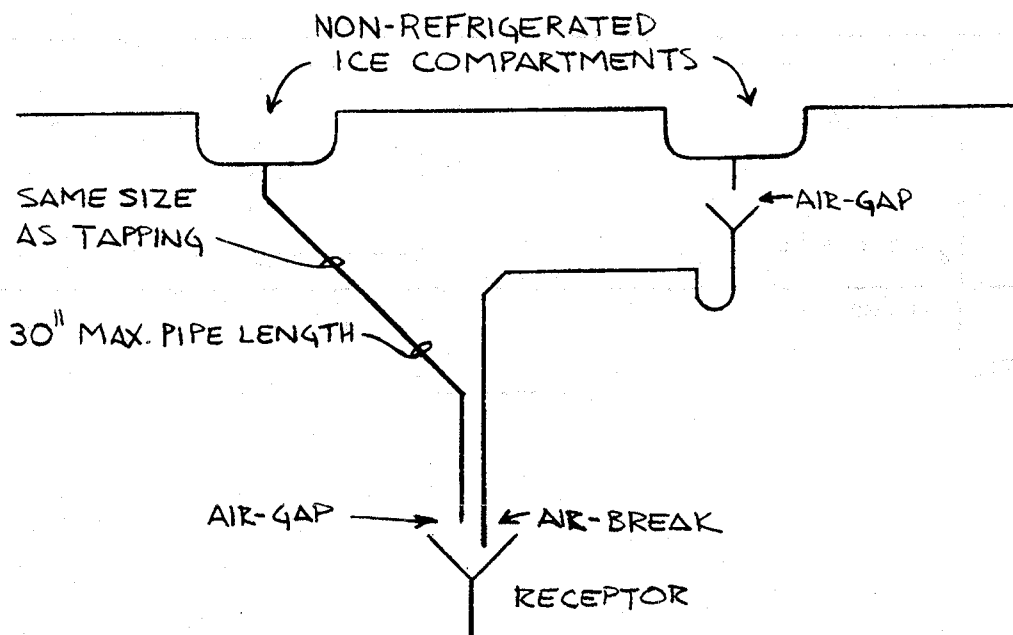 NON-REFRIGERATED
ICE COMPARTMENTS
SAME SIZE
AS TAPPING
AIR-GAP
30" MAX. PIPE LENGTH
AIR-GAP
AIR-BREAK
RECEPTOR